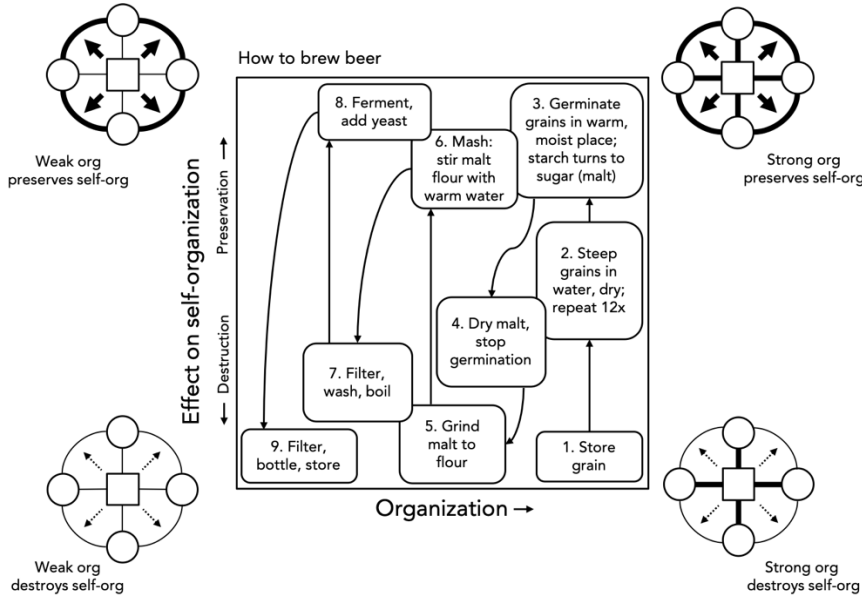 How to brew beer
Weak org
preserves self-org
Strong org
preserves self-org
Effect on self-organization
Preservation →
← Destruction
8. Ferment,
add yeast
6. Mash:
stir malt
flour with
warm water
3. Germinate
grains in warm,
moist place;
starch turns to
sugar (malt)
2. Steep
grains in
water, dry;
repeat 12x
4. Dry malt,
stop
germination
7. Filter,
wash, boil
5. Grind
malt to
flour
9. Filter,
bottle, store
1. Store
grain
Organization →
Weak org
destroys self-org
Strong org
destroys self-org